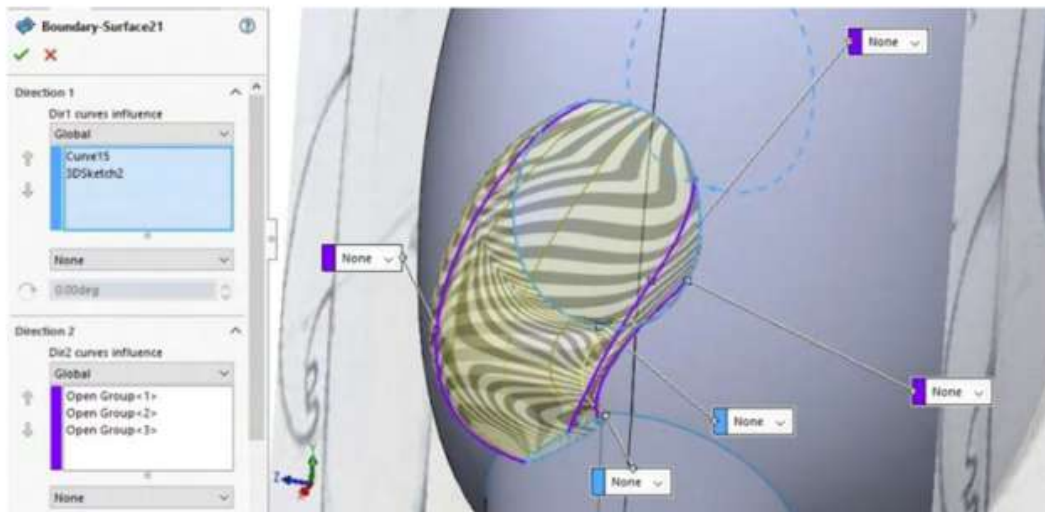 Boundary-Surface21
Direction 1
Dir1 curves influence
Global
Curve15
3DSketch2
None
0.00deg
Direction 2
Dir2 curves influence
Global
Open Group<1>
Open Group<2>
Open Group<3>
None
None
None
None
None
None
Z